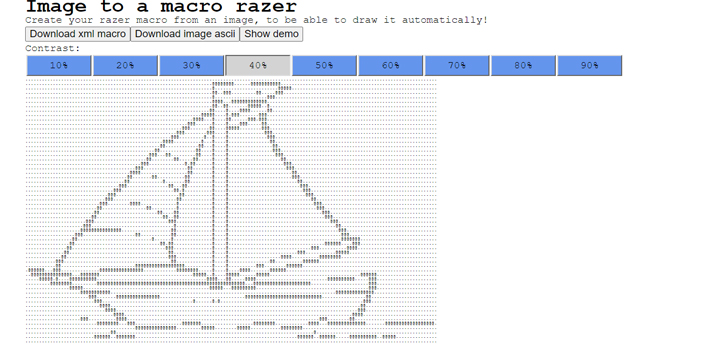 Image to a macro razer
Create your razer macro from an image, to be able to draw it automatically!
Download xml macro Download image ascii Show demo
Contrast:
10% 20% 30% 40% 50% 60% 70% 80% 90%